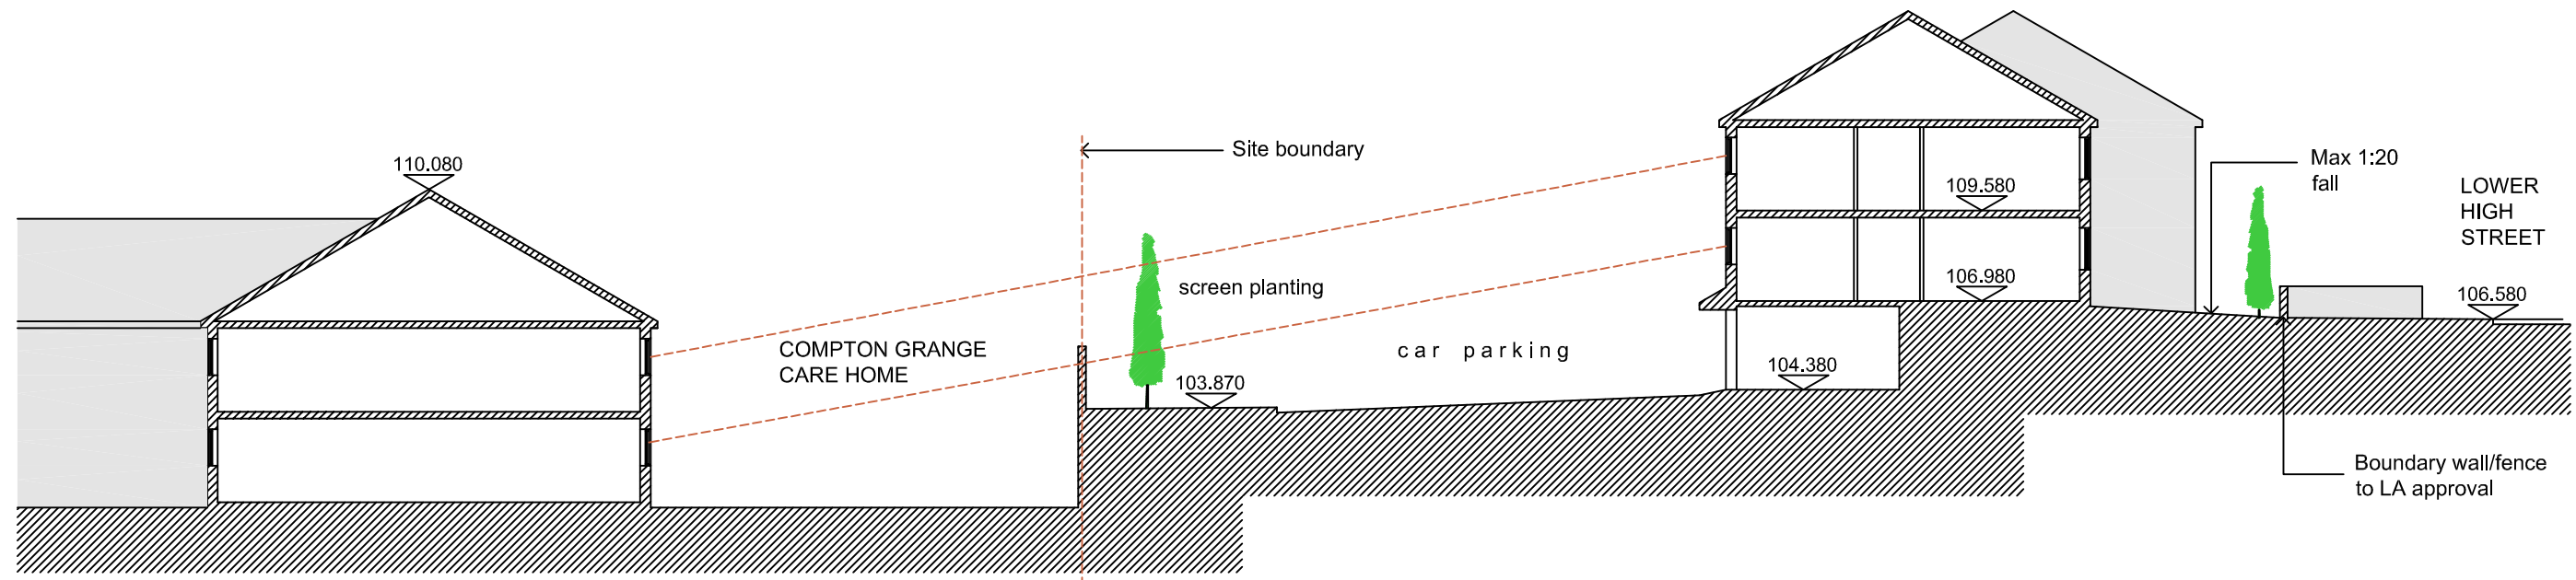 110.080
COMPTON GRANGE
CARE HOME
Site boundary
screen planting
103.870
car parking
104.380
109.580
106.980
Max 1:20
fall
LOWER
HIGH
STREET
106.580
Boundary wall/fence
to LA approval